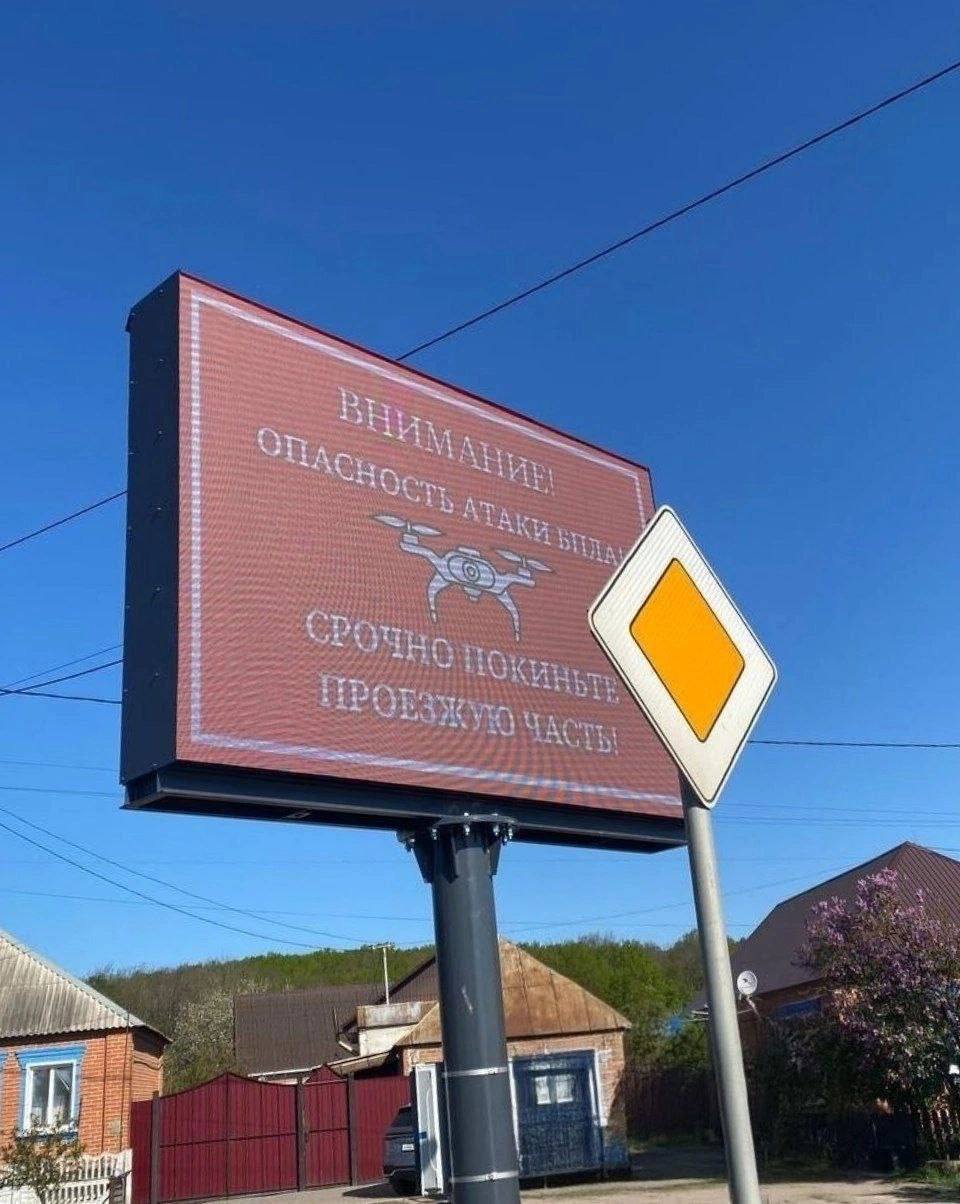 ВНИМАНИЕ!
ОПАСНОСТЬ АТАКИ БПЛА!
СРОЧНО ПОКИНЬТЕ
ПРОЕЗЖУЮ ЧАСТЬ!